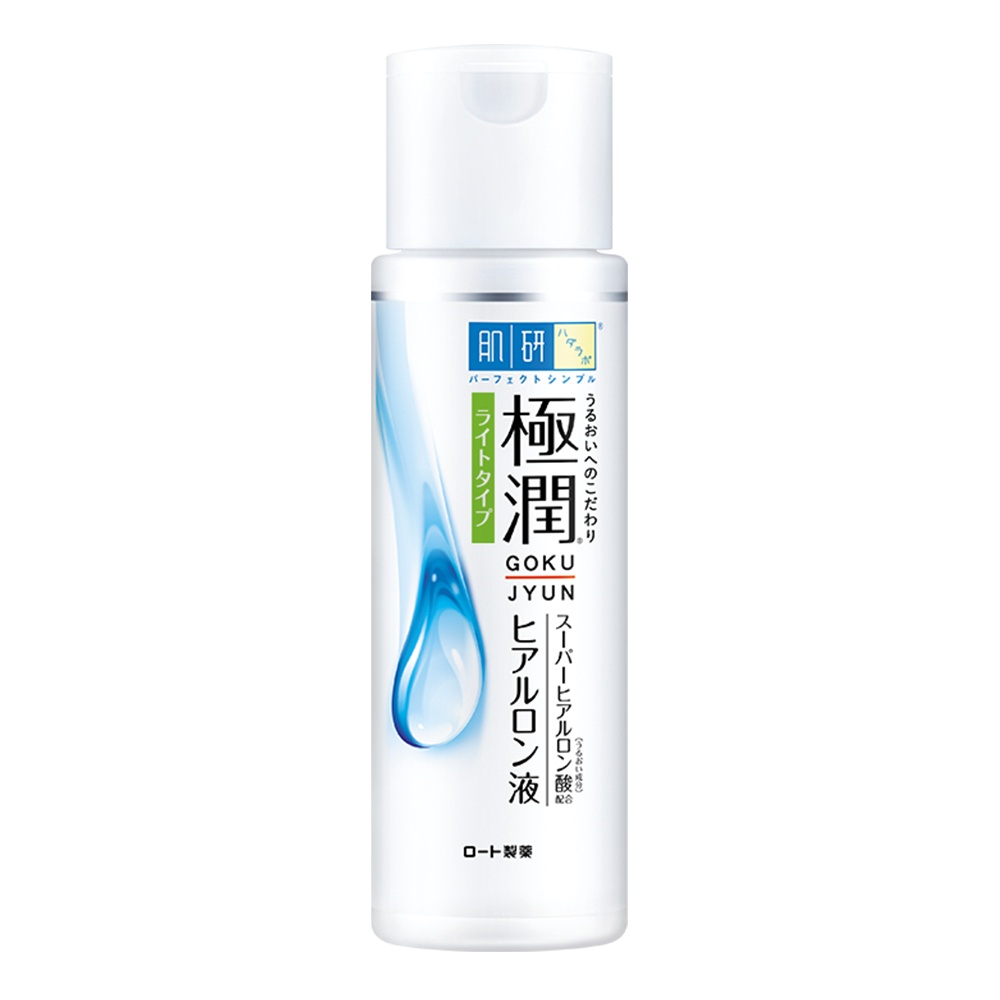 肌研
ハダラボ®
パーフェクトシンプル
うるおいへのこだわり
極潤®
ライトタイプ
GOKU
JYUN
スーパーヒアルロン酸配合
(うるおい成分)
ヒアルロン液
ロート製薬